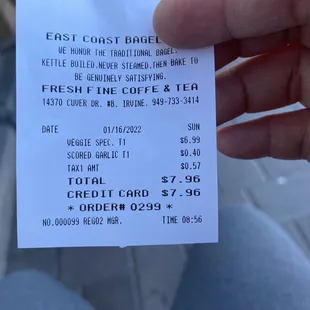 EAST COAST BAGEL
WE HONOR THE TRADITIONAL BAGEL:
KETTLE BOILED.NEVER STEAMED.THEN BAKE TO
BE GENUINELY SATISFYING.
FRESH FINE COFFE & TEA
14370 CUVER DR. #B. IRVINE. 949-733-3414
DATE 01/16/2022 SUN
VEGGIE SPEC. T1 $6.99
SCORED GARLIC T1 $0.40
TAX1 AMT $0.57
TOTAL $7.96
CREDIT CARD $7.96
* ORDER# 0299 *
NO.000099 REG02 MGR. TIME 08:56